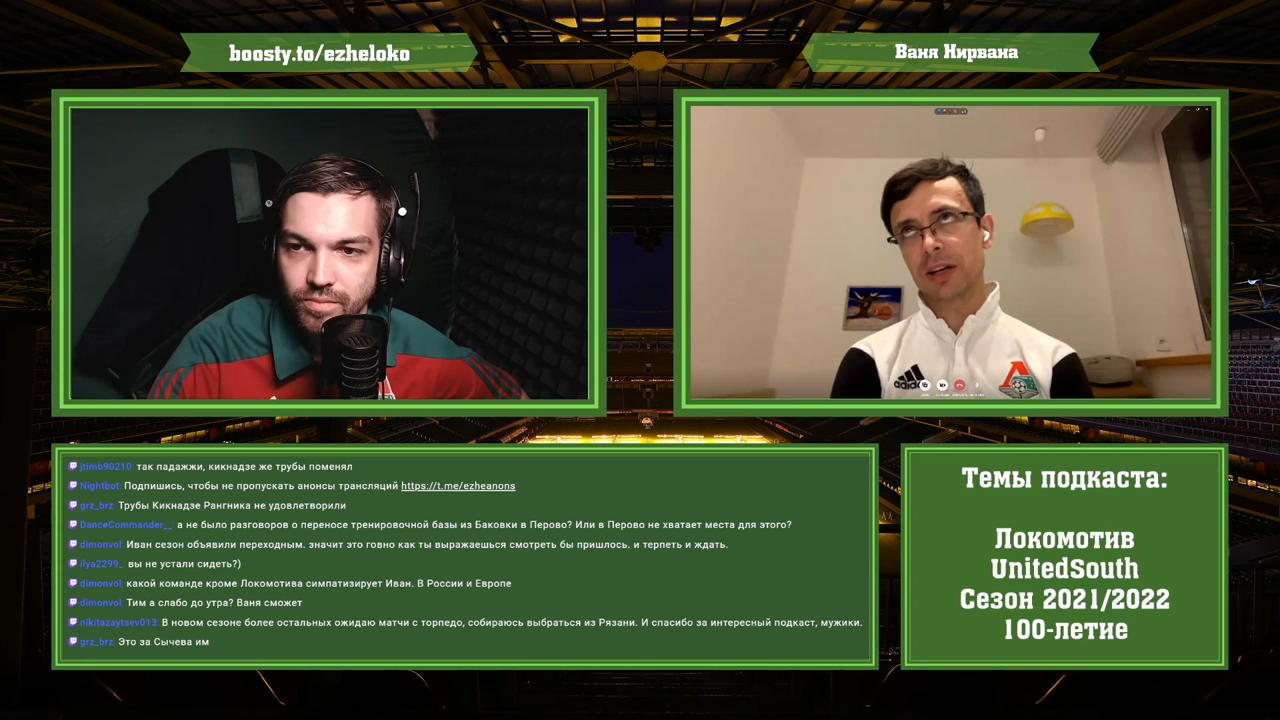 boosty.to/ezheloko
Ваня Нирвана
adidas
jtimb90210: так падажжи, кикнадзе же трубы поменял
Nightbot: Подпишись, чтобы не пропускать анонсы трансляций https://t.me/ezheanons
grz_brz: Трубы Кикнадзе Рангника не удовлетворили
DanceCommander__: а не было разговоров о переносе тренировочной базы из Баковки в Перово? Или в Перово не хватает места для этого?
dimonvol: Иван сезон объявили переходным. значит это говно как ты выражаешься смотреть бы пришлось. и терпеть и ждать.
ilya2299_: вы не устали сидеть?)
dimonvol: какой команде кроме Локомотива симпатизирует Иван. В России и Европе
dimonvol: Тим а слабо до утра? Ваня сможет
nikitazaytsev013: В новом сезоне более остальных ожидаю матчи с торпедо, собираюсь выбраться из Рязани. И спасибо за интересный подкаст, мужики.
grz_brz: Это за Сычева им
Темы подкаста:
Локомотив
UnitedSouth
Сезон 2021/2022
100-летие